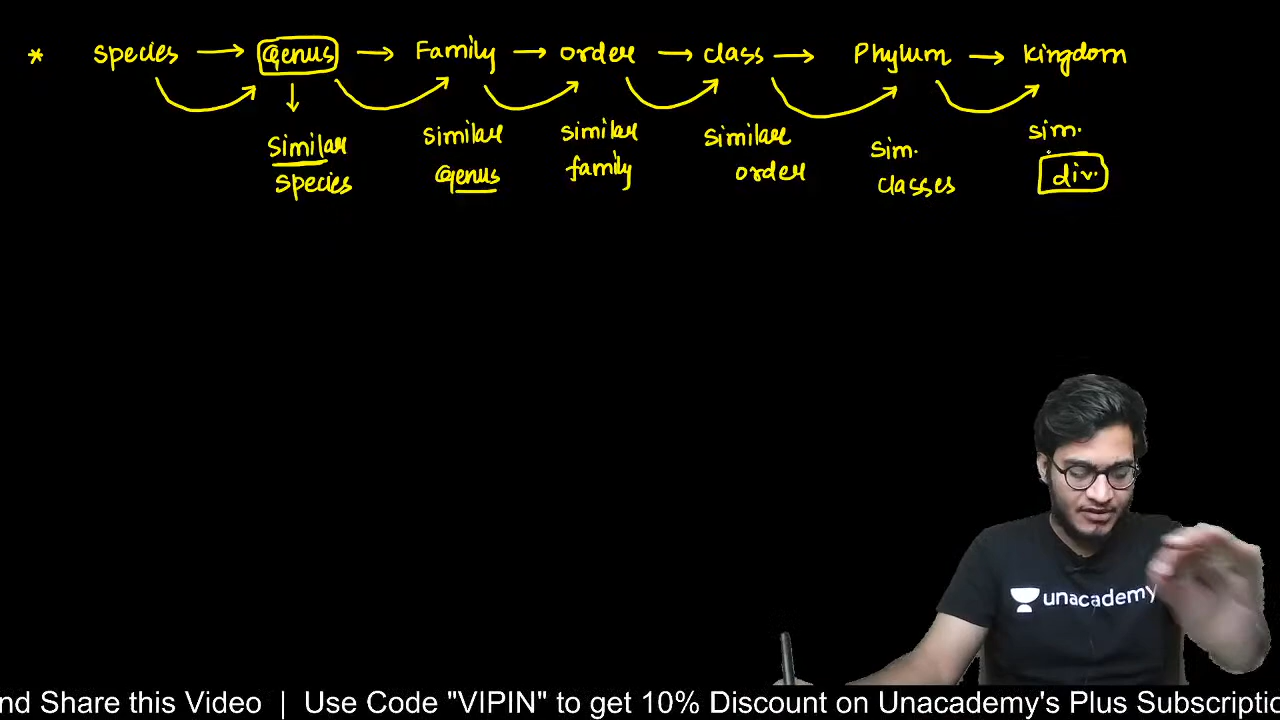 * Species → Genus → Family → order → class → Phylum → Kingdom
Similar
Species
Similar
Genus
Similar
family
Similar
order
Sim.
classes
Sim.
div.
unacademy
nd Share this Video | Use Code "VIPIN" to get 10% Discount on Unacademy's Plus Subscriptio